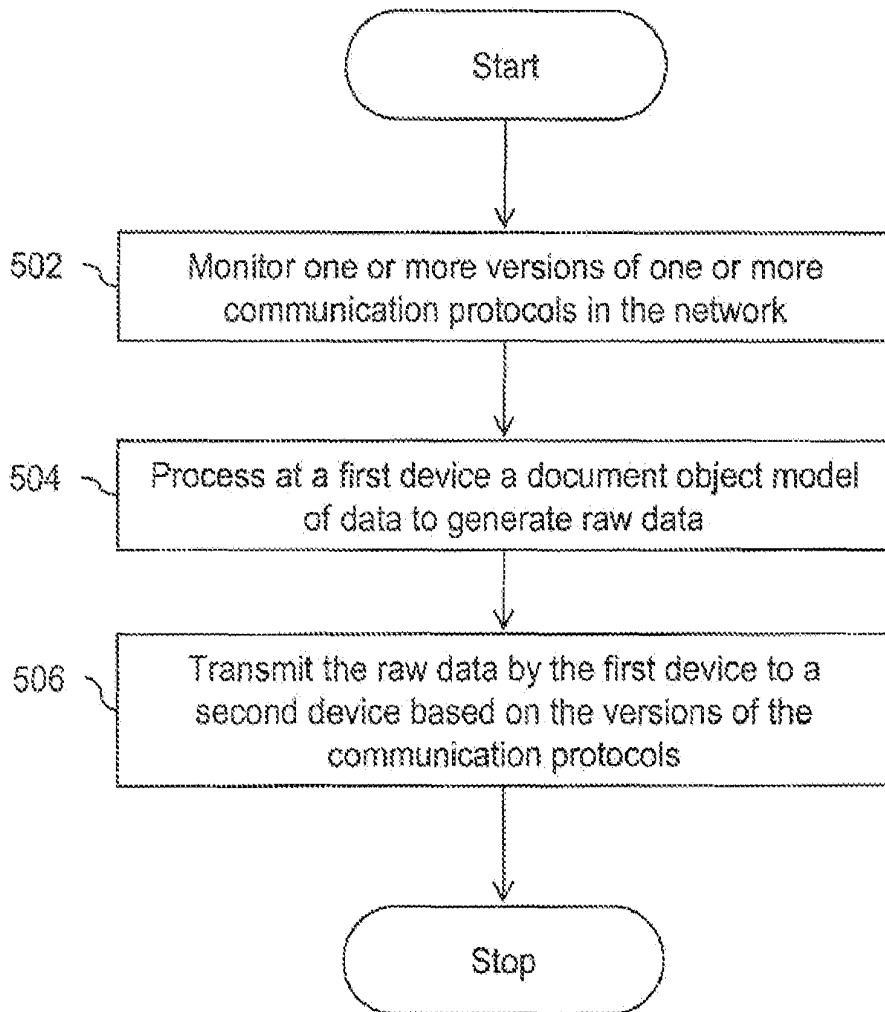 Start
502
Monitor one or more versions of one or more
communication protocols in the network
504
Process at a first device a document object model
of data to generate raw data
506
Transmit the raw data by the first device to a
second device based on the versions of the
communication protocols
Stop